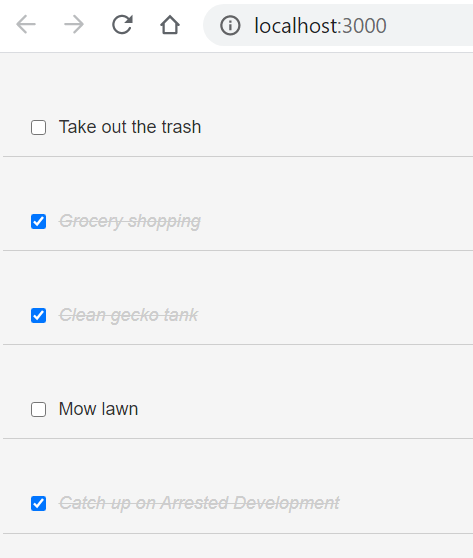 localhost:3000
Take out the trash
Grocery shopping
Clean gecko tank
Mow lawn
Catch up on Arrested Development